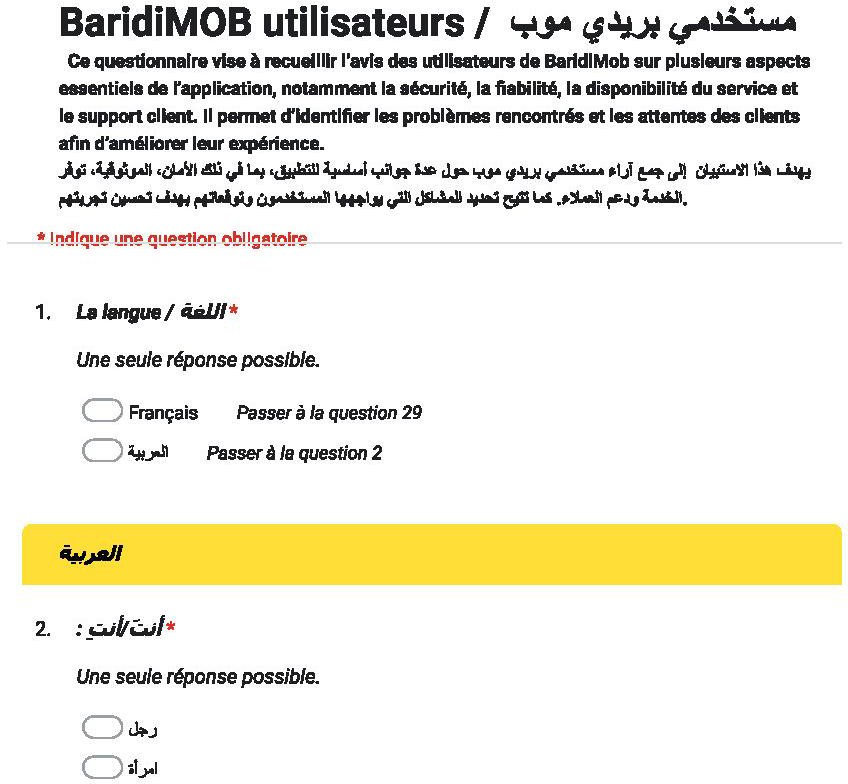 BaridiMOB utilisateurs / مستخدمي بريدي موب
Ce questionnaire vise à recueillir l'avis des utilisateurs de BaridiMob sur plusieurs aspects
essentiels de l'application, notamment la sécurité, la fiabilité, la disponibilité du service et
le support client. Il permet d'identifier les problèmes rencontrés et les attentes des clients
afin d'améliorer leur expérience.
يهدف هذا الاستبيان إلى جمع آراء مستخدمي بريدي موب حول عدة جوانب أساسية للتطبيق، بما في ذلك الأمان، الموثوقية، توفر
الخدمة ودعم العملاء. كما تتيح تحديد المشاكل التي يواجهها المستخدمون وتوقعاتهم بهدف تحسين تجربتهم.
* Indique une question obligatoire
1. La langue / اللغة *
Une seule réponse possible.
Français Passer à la question 29
العربية Passer à la question 2
العربية
2. أنتَ/أنتِ : *
Une seule réponse possible.
رجل
امرأة